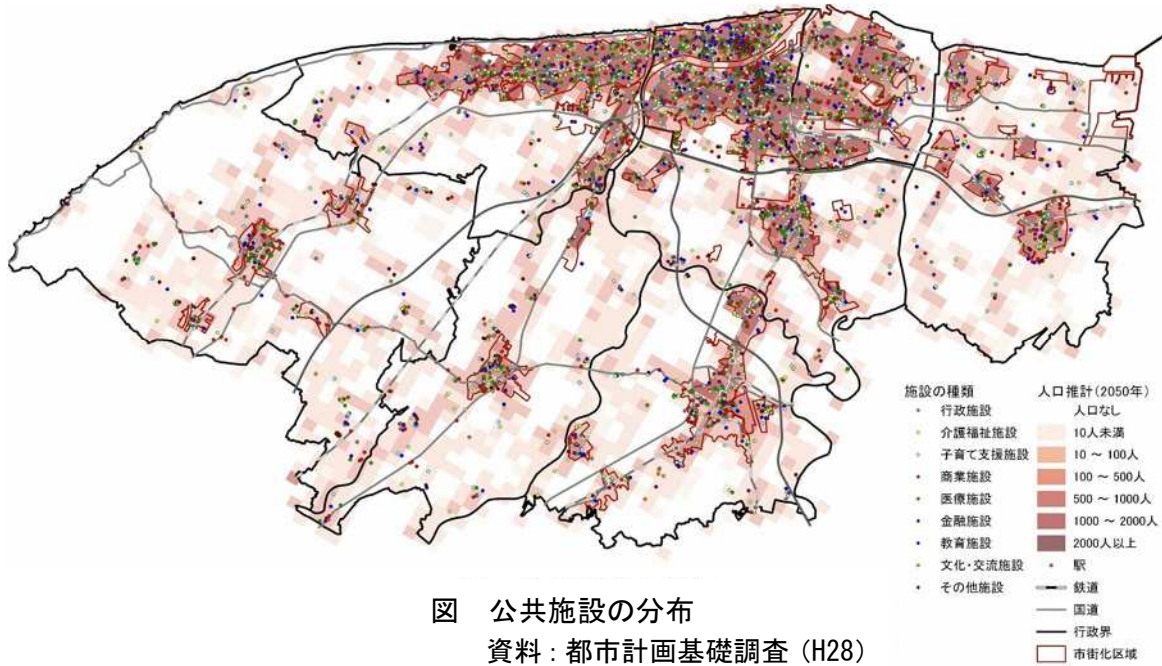 施設の種類
行政施設
介護福祉施設
子育て支援施設
商業施設
医療施設
金融施設
教育施設
文化・交流施設
その他施設
人口推計(2050年)
人口なし
10人未満
10 ～ 100人
100 ～ 500人
500 ～ 1000人
1000 ～ 2000人
2000人以上
駅
鉄道
国道
行政界
市街化区域
図 公共施設の分布
資料：都市計画基礎調査 (H28)